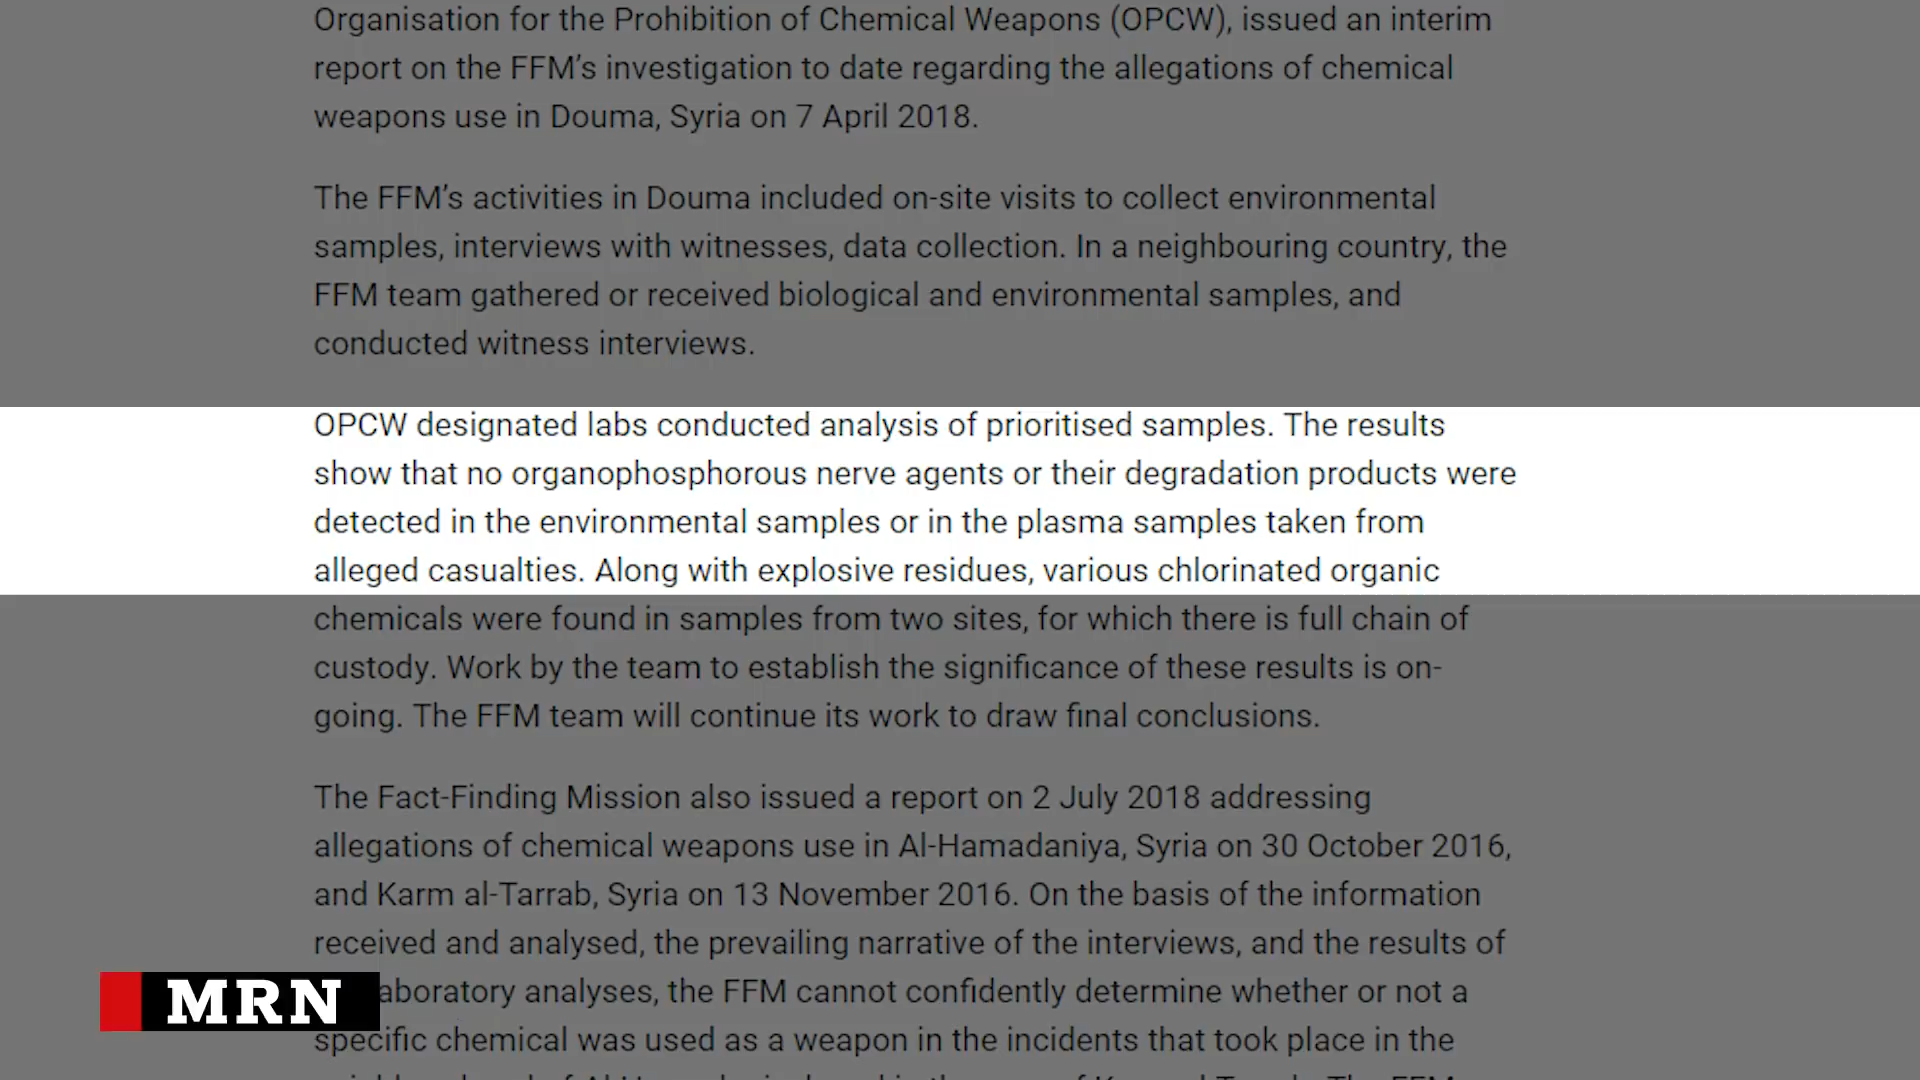 Organisation for the Prohibition of Chemical Weapons (OPCW), issued an interim
report on the FFM’s investigation to date regarding the allegations of chemical
weapons use in Douma, Syria on 7 April 2018.
The FFM’s activities in Douma included on-site visits to collect environmental
samples, interviews with witnesses, data collection. In a neighbouring country, the
FFM team gathered or received biological and environmental samples, and
conducted witness interviews.
OPCW designated labs conducted analysis of prioritised samples. The results
show that no organophosphorous nerve agents or their degradation products were
detected in the environmental samples or in the plasma samples taken from
alleged casualties. Along with explosive residues, various chlorinated organic
chemicals were found in samples from two sites, for which there is full chain of
custody. Work by the team to establish the significance of these results is on-
going. The FFM team will continue its work to draw final conclusions.
The Fact-Finding Mission also issued a report on 2 July 2018 addressing
allegations of chemical weapons use in Al-Hamadaniya, Syria on 30 October 2016,
and Karm al-Tarrab, Syria on 13 November 2016. On the basis of the information
received and analysed, the prevailing narrative of the interviews, and the results of
aboratory analyses, the FFM cannot confidently determine whether or not a
specific chemical was used as a weapon in the incidents that took place in the
MRN